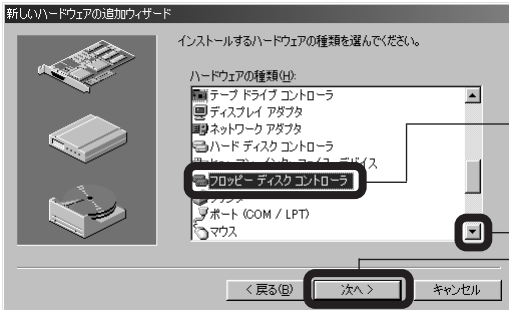 新しいハードウェアの追加ウィザード
インストールするハードウェアの種類を選んでください。
ハードウェアの種類(H):
テープ ドライブ コントローラ
ディスプレイ アダプタ
ネットワーク アダプタ
ハード ディスク コントローラ
フロッピー ディスク コントローラ
プリンタ
ポート (COM / LPT)
マウス
< 戻る(B)
次へ >
キャンセル